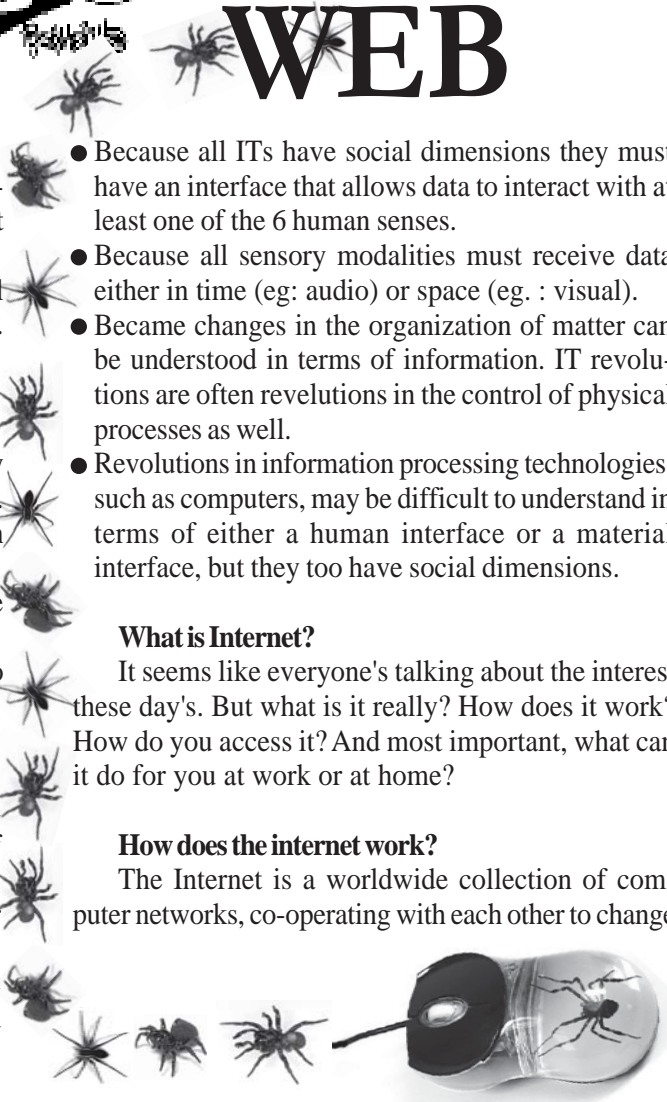 WEB
● Because all ITs have social dimensions they must
have an interface that allows data to interact with at
least one of the 6 human senses.
● Because all sensory modalities must receive data
either in time (eg: audio) or space (eg. : visual).
● Became changes in the organization of matter can
be understood in terms of information. IT revolu-
tions are often revelutions in the control of physical
processes as well.
● Revolutions in information processing technologies
such as computers, may be difficult to understand in
terms of either a human interface or a material
interface, but they too have social dimensions.
What is Internet?
It seems like everyone's talking about the interest
these day's. But what is it really? How does it work?
How do you access it? And most important, what can
it do for you at work or at home?
How does the internet work?
The Internet is a worldwide collection of com
puter networks, co-operating with each other to change